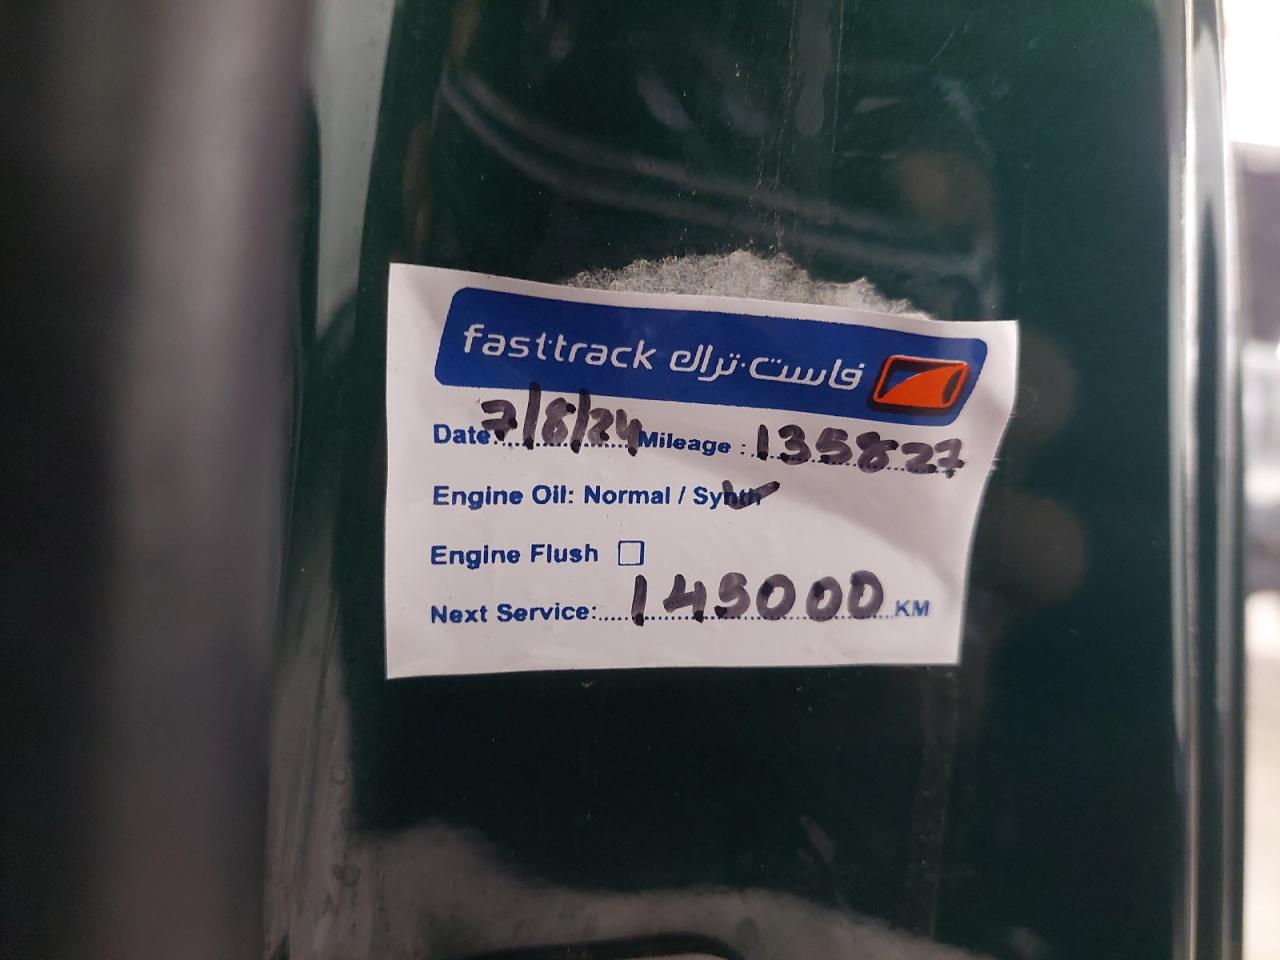 fasttrack فاست تراك
Date: 7/8/24 Mileage : 135827
Engine Oil: Normal / Synth ✓
Engine Flush ☐
Next Service: 145000 KM